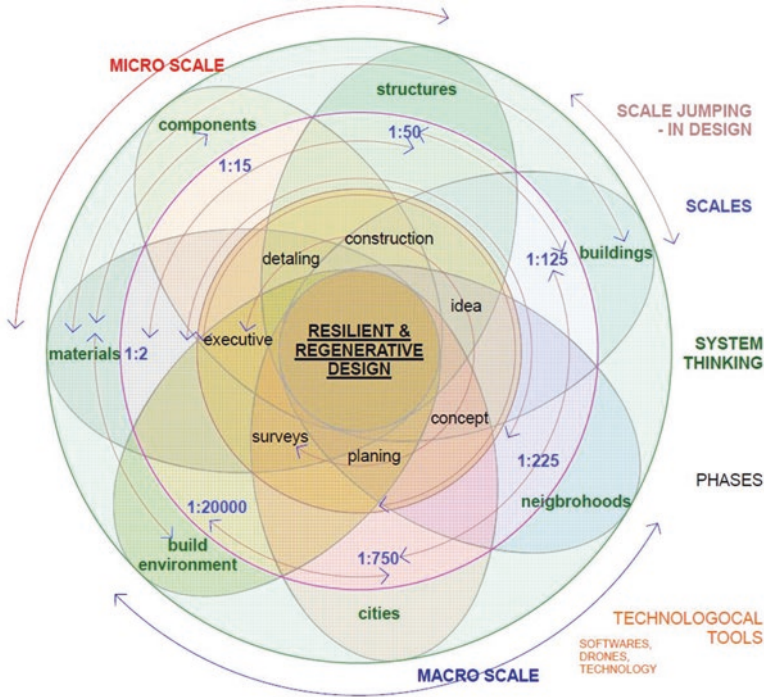 MICRO SCALE
structures
components
1:50
1:15
SCALE JUMPING
- IN DESIGN
SCALES
construction
detaling
1:125
buildings
idea
RESILIENT &
REGENERATIVE
DESIGN
executive
materials
1:2
SYSTEM
THINKING
concept
surveys
planing
1:225
PHASES
neigbrohoods
1:20000
build
environment
1:750
cities
TECHNOLOGOCAL
TOOLS
SOFTWARES,
DRONES,
TECHNOLOGY
MACRO SCALE